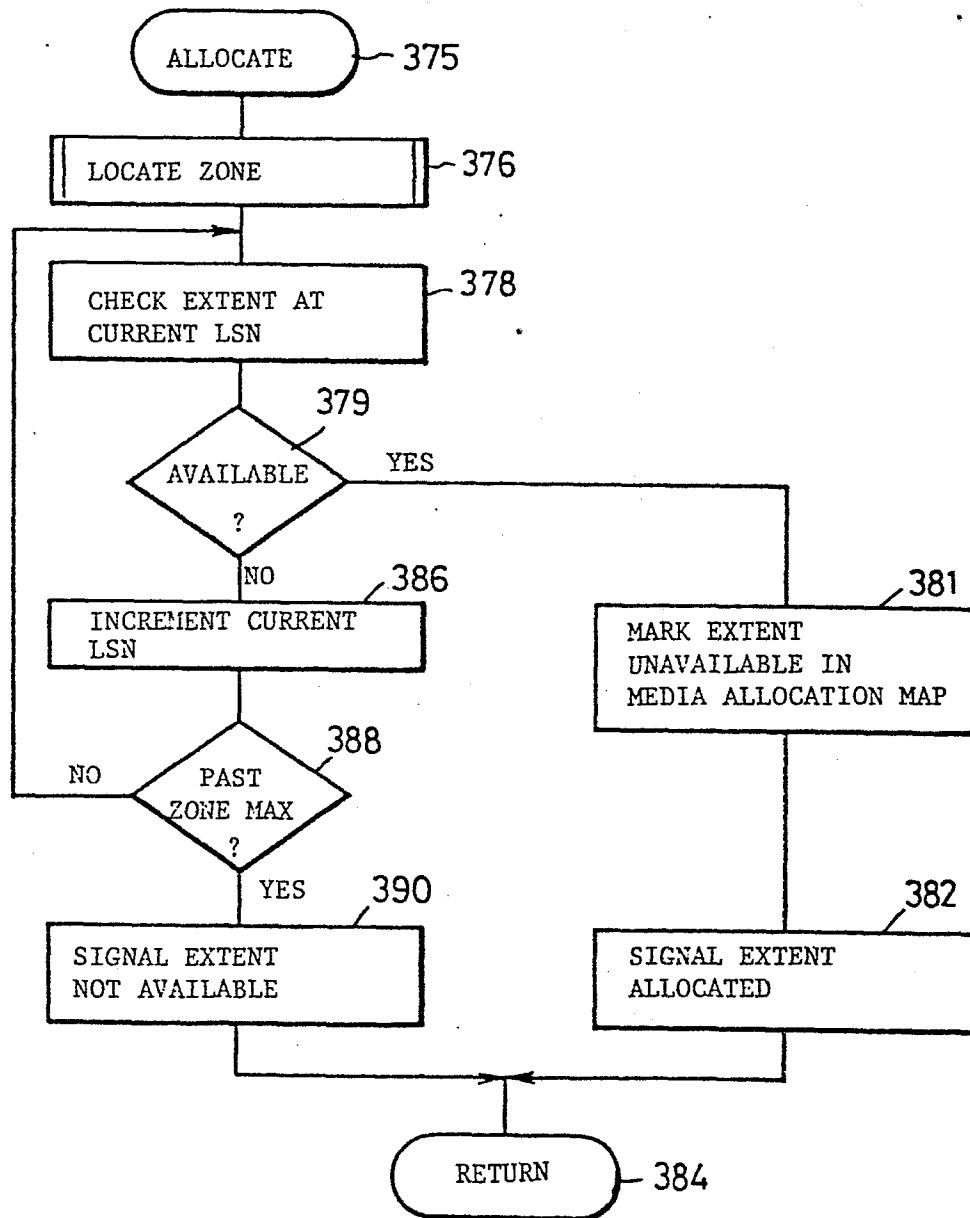 ALLOCATE
375
LOCATE ZONE
376
CHECK EXTENT AT
CURRENT LSN
378
379
AVAILABLE
?
YES
NO
386
INCREMENT CURRENT
LSN
381
MARK EXTENT
UNAVAILABLE IN
MEDIA ALLOCATION MAP
388
NO
PAST
ZONE MAX
?
YES
390
SIGNAL EXTENT
NOT AVAILABLE
382
SIGNAL EXTENT
ALLOCATED
RETURN
384